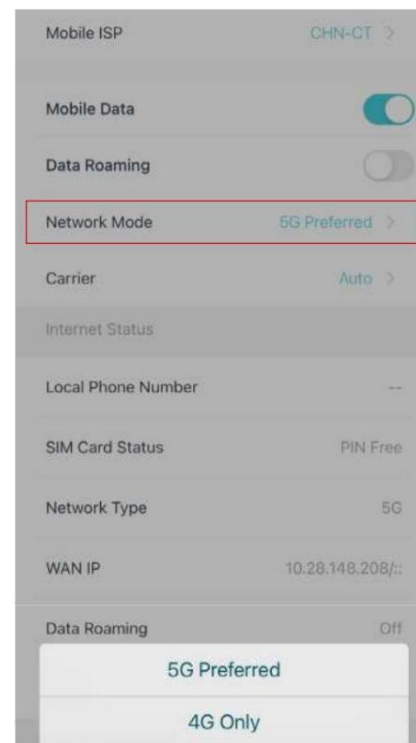 Mobile ISP CHN-CT >
Mobile Data
Data Roaming
Network Mode 5G Preferred >
Carrier Auto >
Internet Status
Local Phone Number --
SIM Card Status PIN Free
Network Type 5G
WAN IP 10.28.148.208/::
Data Roaming Off
5G Preferred
4G Only